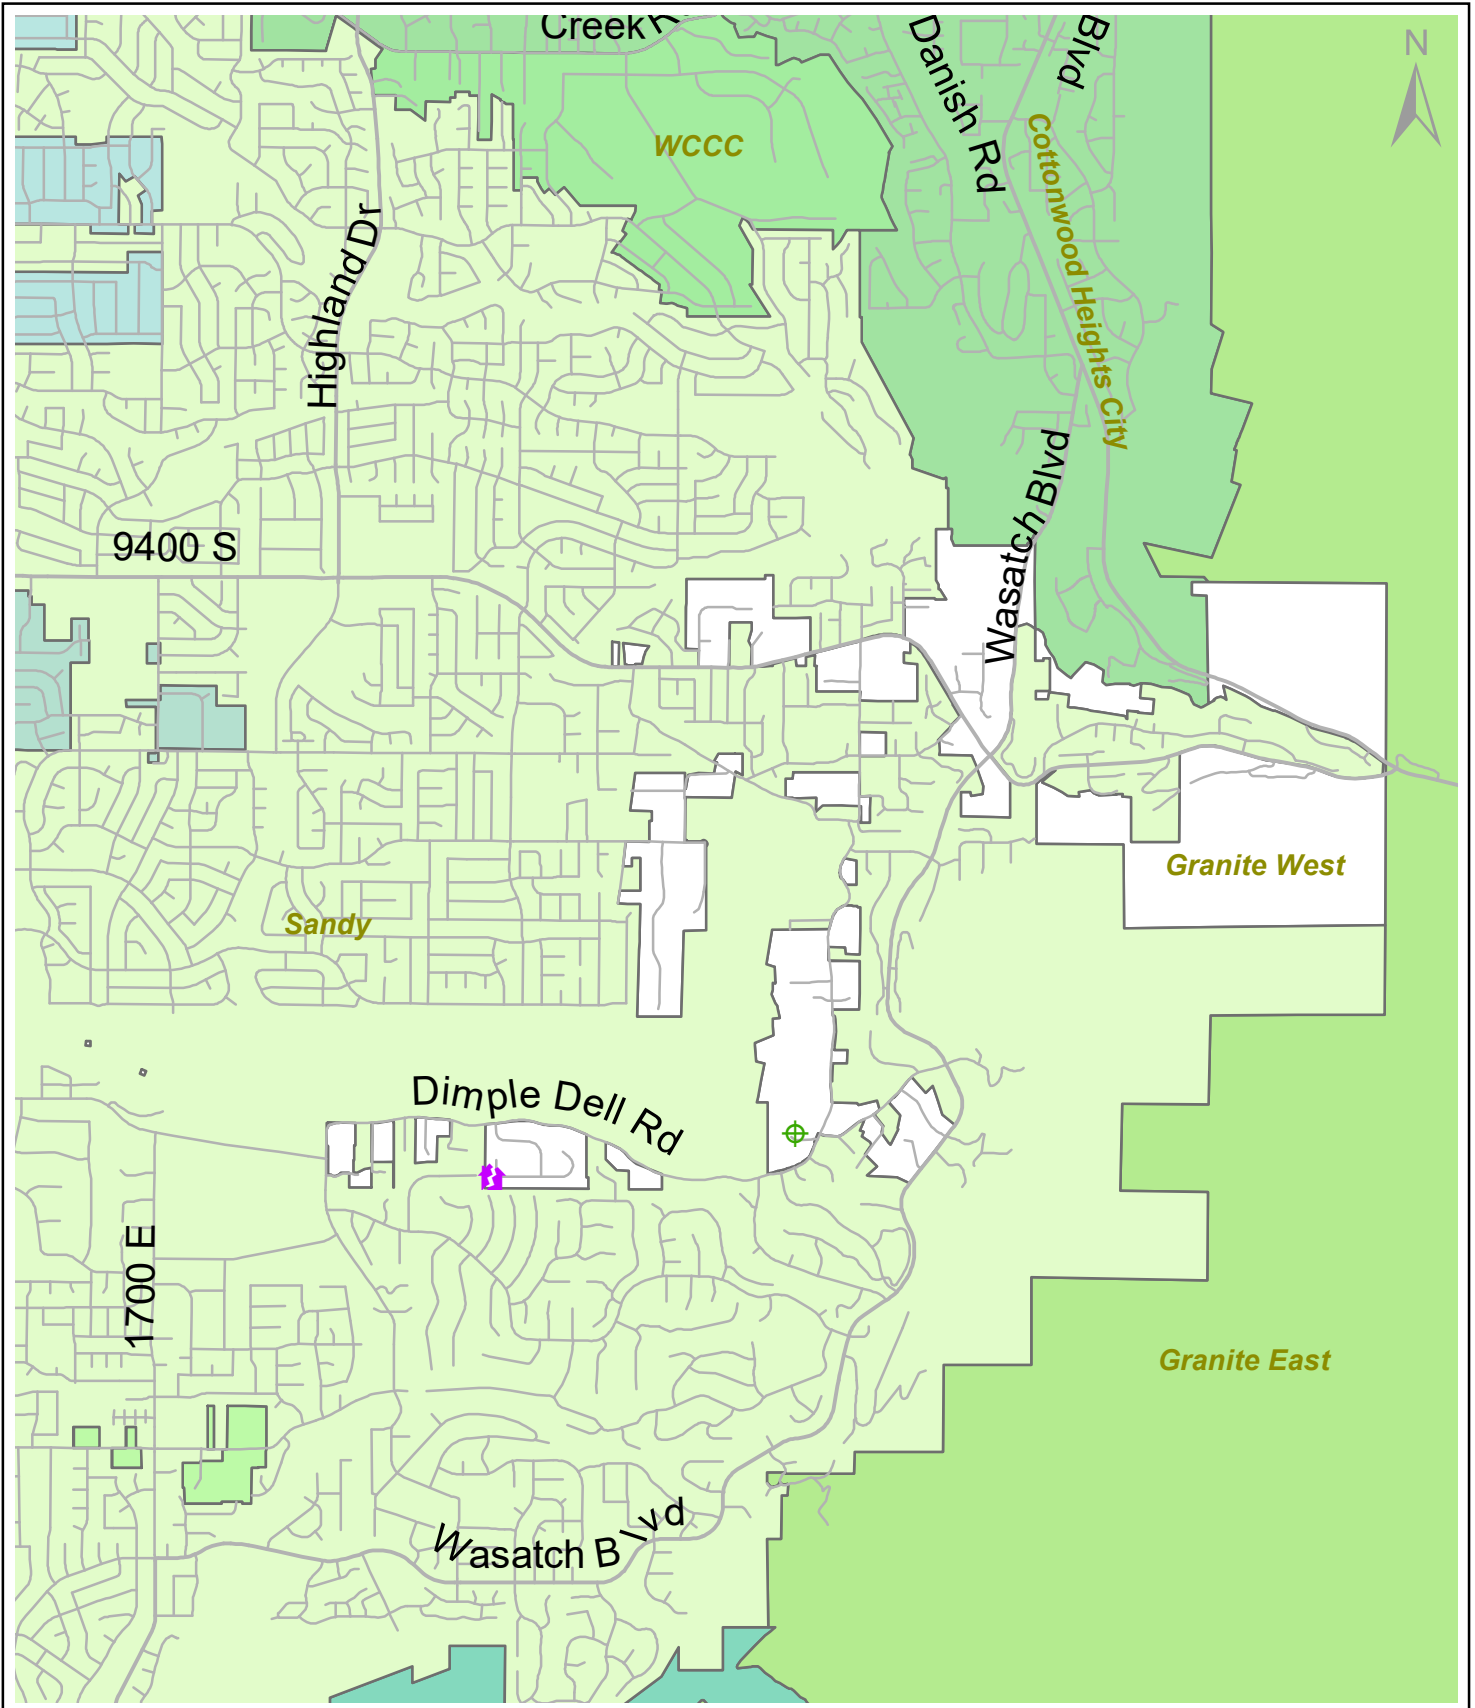 Creek R
Blvd
N
Danish Rd
WCCC
Cottonwood Heights City
Highland Dr
Wasatch Blvd
9400 S
Granite West
Sandy
Dimple Dell Rd
1700 E
Granite East
Wasatch Blvd